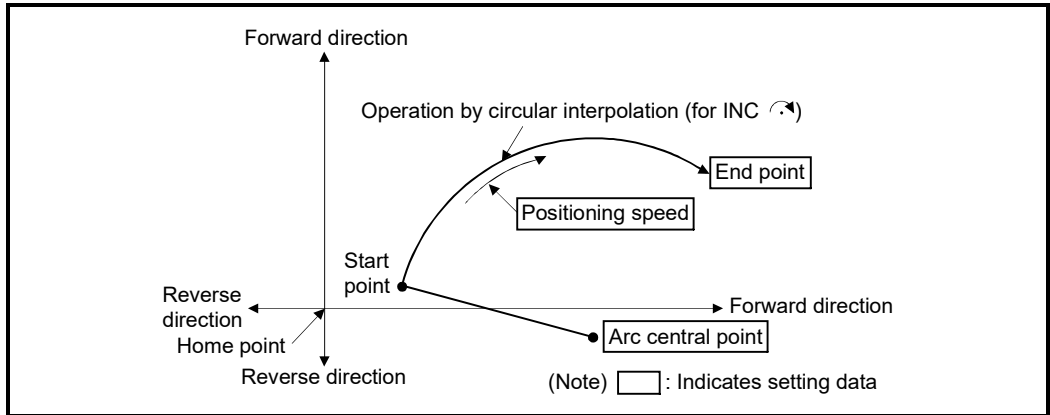 Forward direction
Operation by circular interpolation (for INC )
End point
Positioning speed
Start
point
Reverse
direction
Forward direction
Home point
Arc central point
Reverse direction
(Note) : Indicates setting data